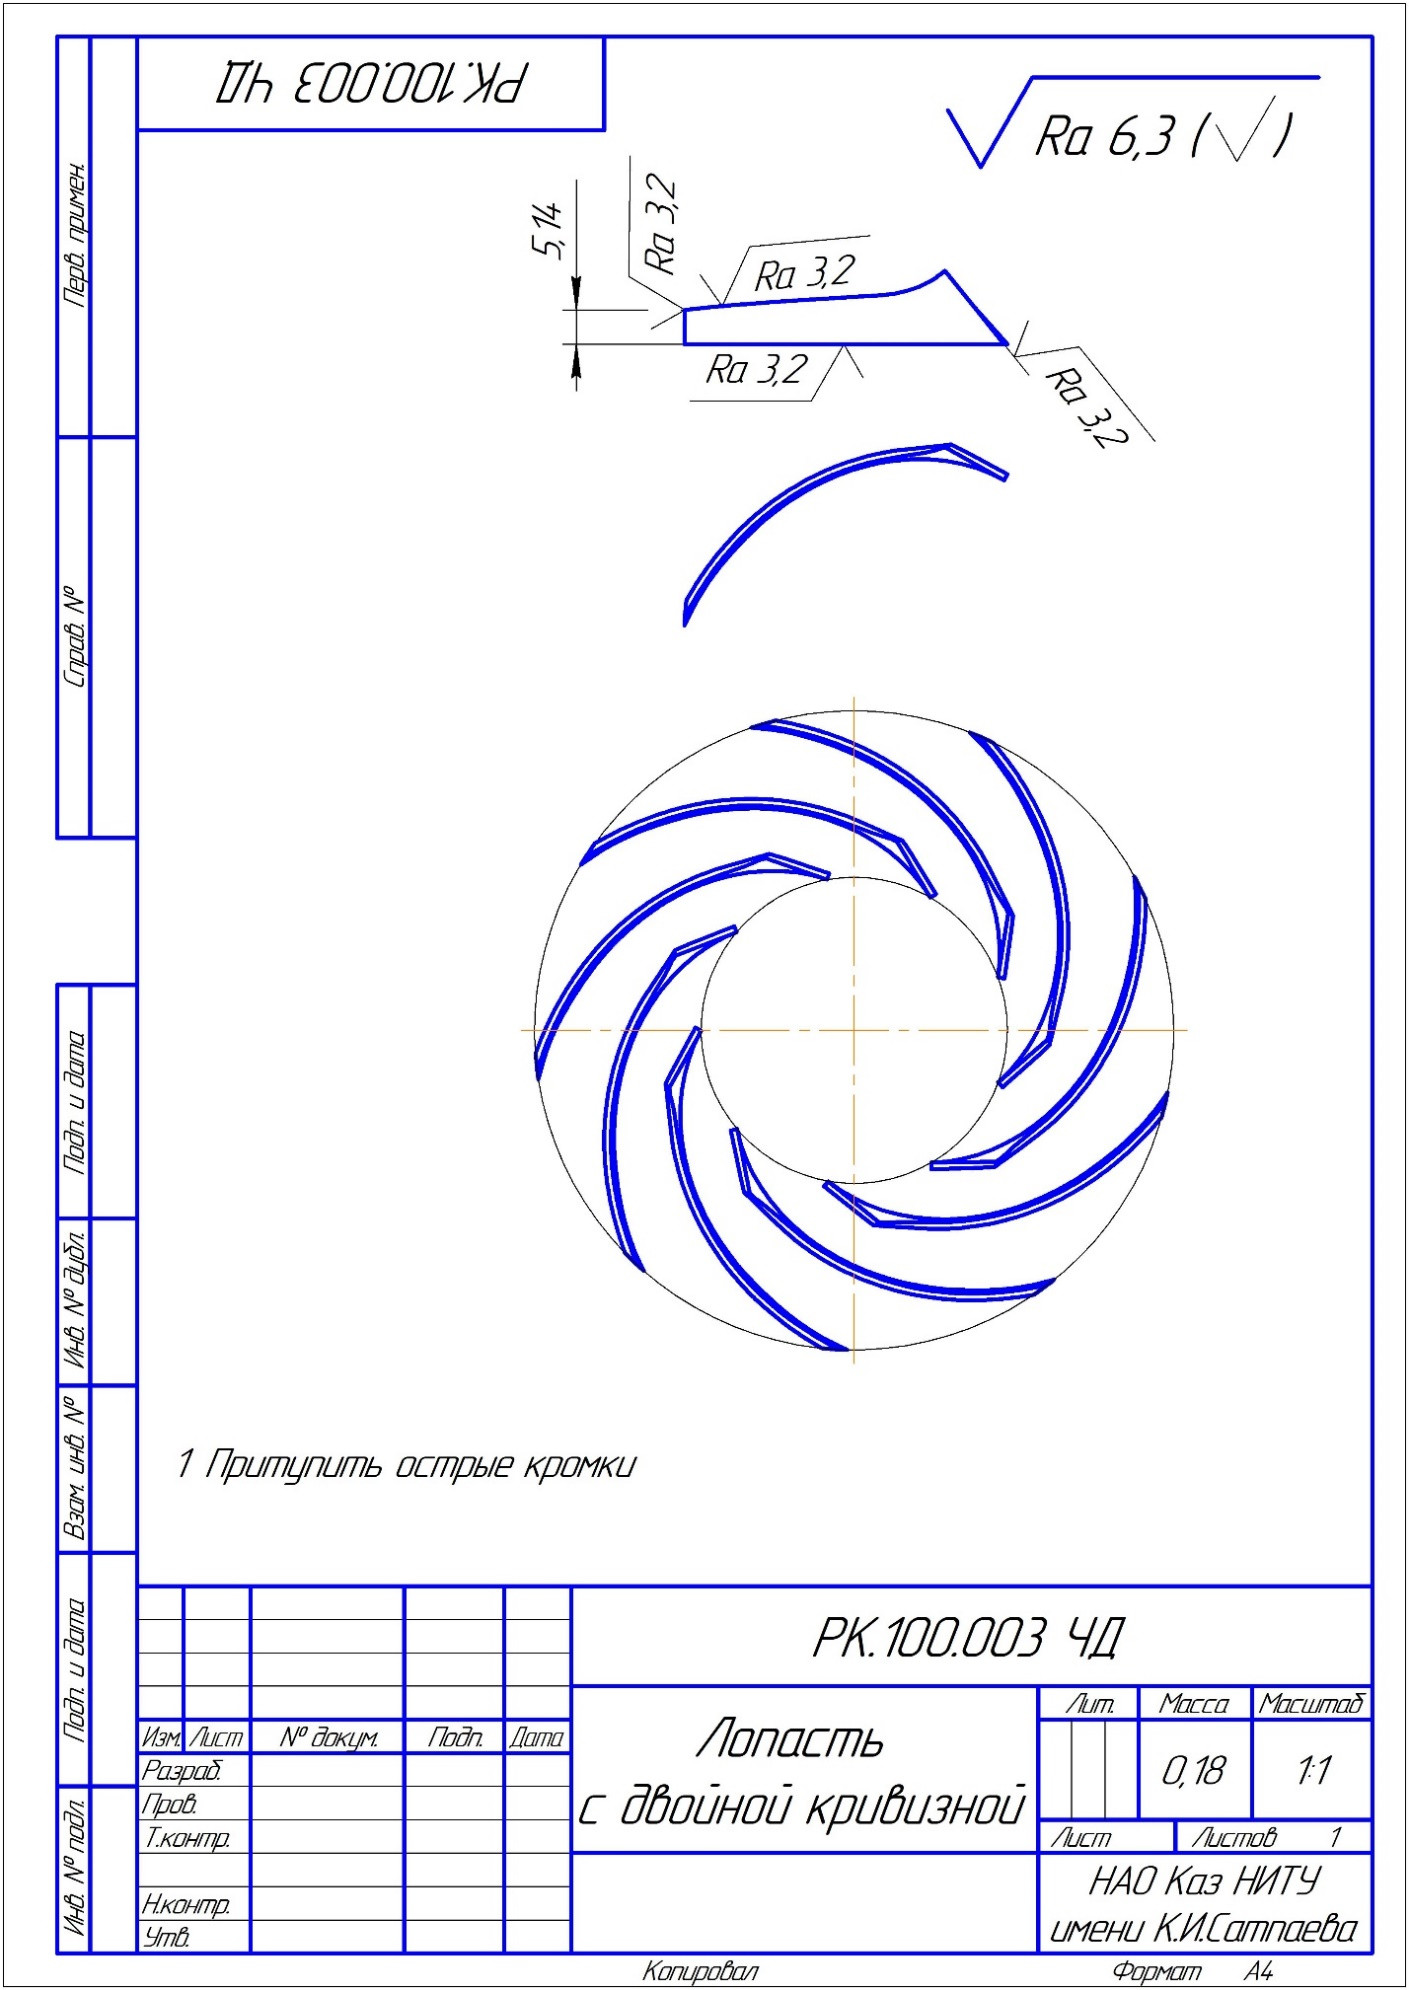 РК.100.003 ЧД
Ra 6,3 (√)
5,14
Ra 3,2
Ra 3,2
Ra 3,2
Ra 3,2
Перв. примен.
Справ. №
Подп. и дата
Инв. № дубл.
Взам. инв. №
Подп. и дата
Инв. № подл.
1 Притупить острые кромки
РК.100.003 ЧД
Изм. Лист № докум. Подп. Дата
Разраб.
Пров.
Т.контр.
Н.контр.
Утв.
Лопасть
с двойной кривизной
Лит. Масса Масштаб
0,18 1:1
Лист Листов 1
НАО Каз НИТУ
имени К.И.Сатпаева
Копировал Формат А4